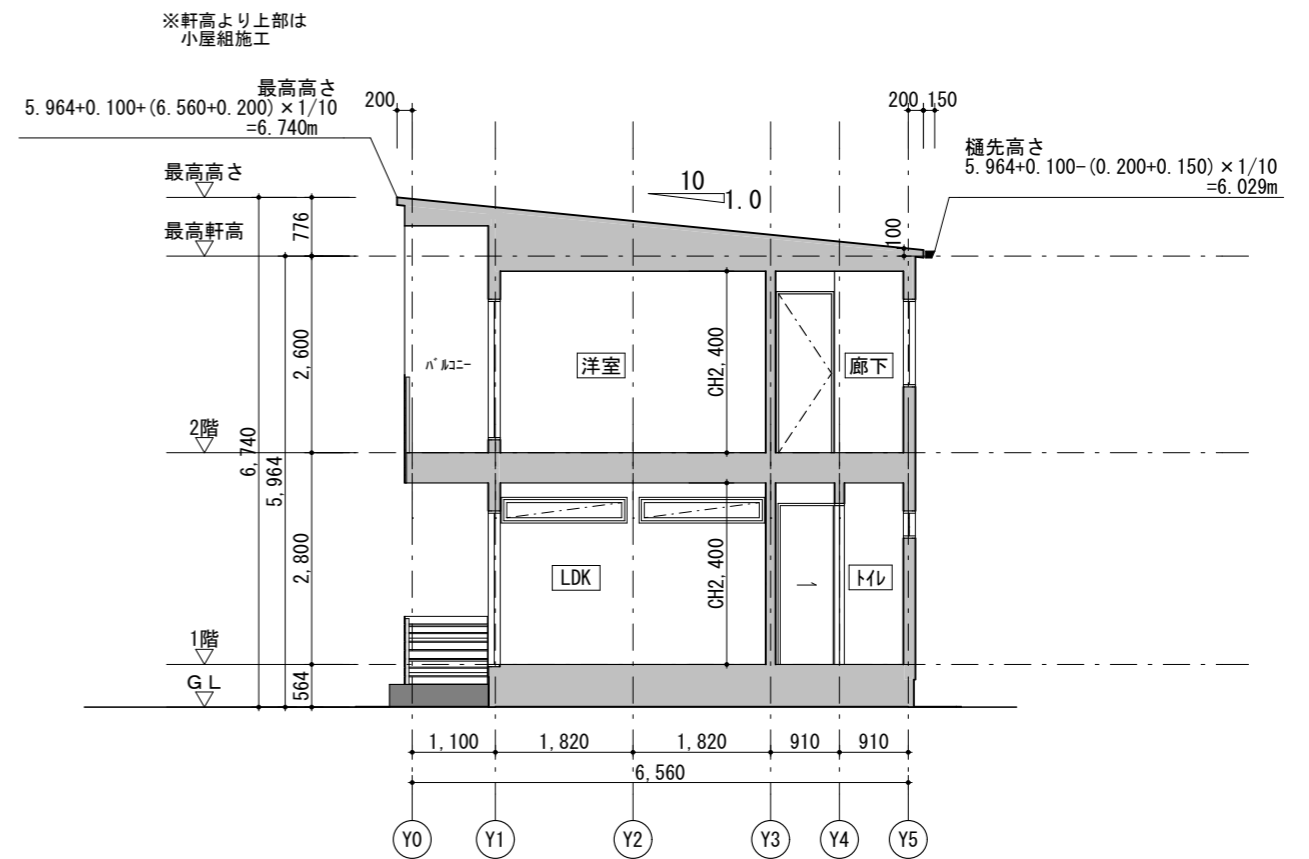 ※軒高より上部は
小屋組施工
最高高さ
5.964+0.100+(6.560+0.200)×1/10
=6.740m
200
200 150
樋先高さ
5.964+0.100-(0.200+0.150)×1/10
=6.029m
最高高さ
10
1.0
776
最高軒高
100
2,600
バルコニー
洋室
CH2,400
廊下
2階
6,740
5,964
2,800
LDK
CH2,400
トイレ
1階
GL
564
1,100
1,820
1,820
910
910
6,560
Y0
Y1
Y2
Y3
Y4
Y5